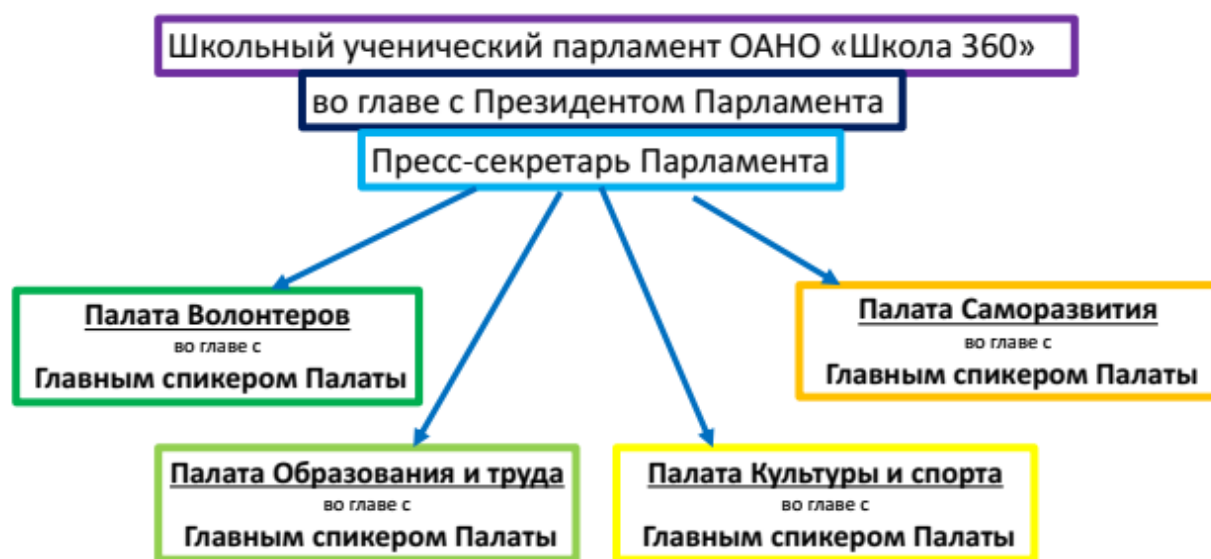 Школьный ученический парламент ОАНО «Школа 360»
во главе с Президентом Парламента
Пресс-секретарь Парламента
Палата Волонтеров
во главе с
Главным спикером Палаты
Палата Саморазвития
во главе с
Главным спикером Палаты
Палата Образования и труда
во главе с
Главным спикером Палаты
Палата Культуры и спорта
во главе с
Главным спикером Палаты